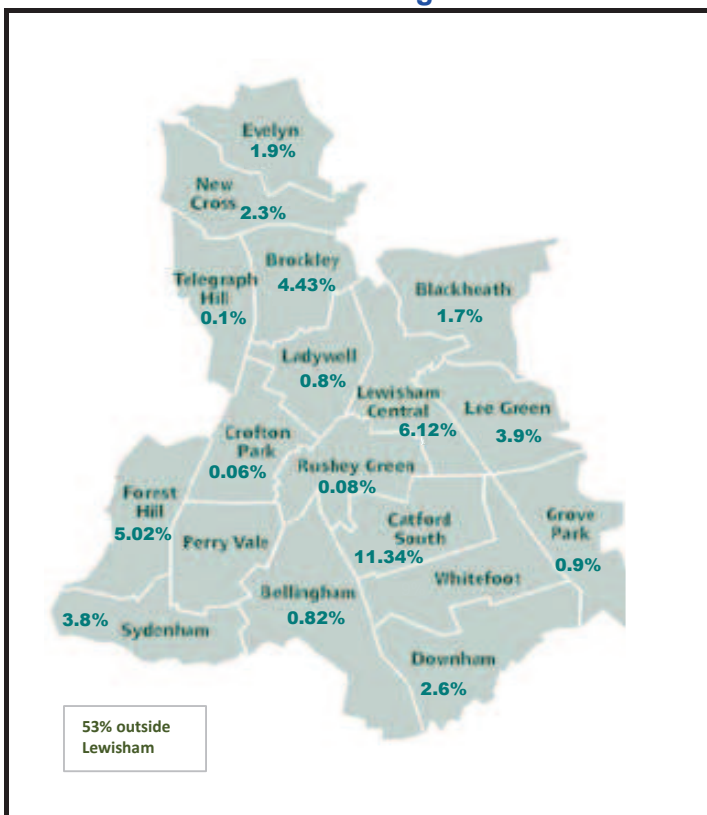 Evelyn
1.9%
New
Cross 2.3%
Brockley
4.43%
Telegraph
Hill
0.1%
Blackheath
1.7%
Ladywell
0.8%
Lewisham
Central
6.12%
Lee Green
3.9%
Crofton
Park
0.06%
Rushey Green
0.08%
Forest
Hill
5.02%
Perry Vale
Catford
South
11.34%
Grove
Park
0.9%
Whitefoot
Bellingham
0.82%
3.8%
Sydenham
Downham
2.6%
53% outside
Lewisham